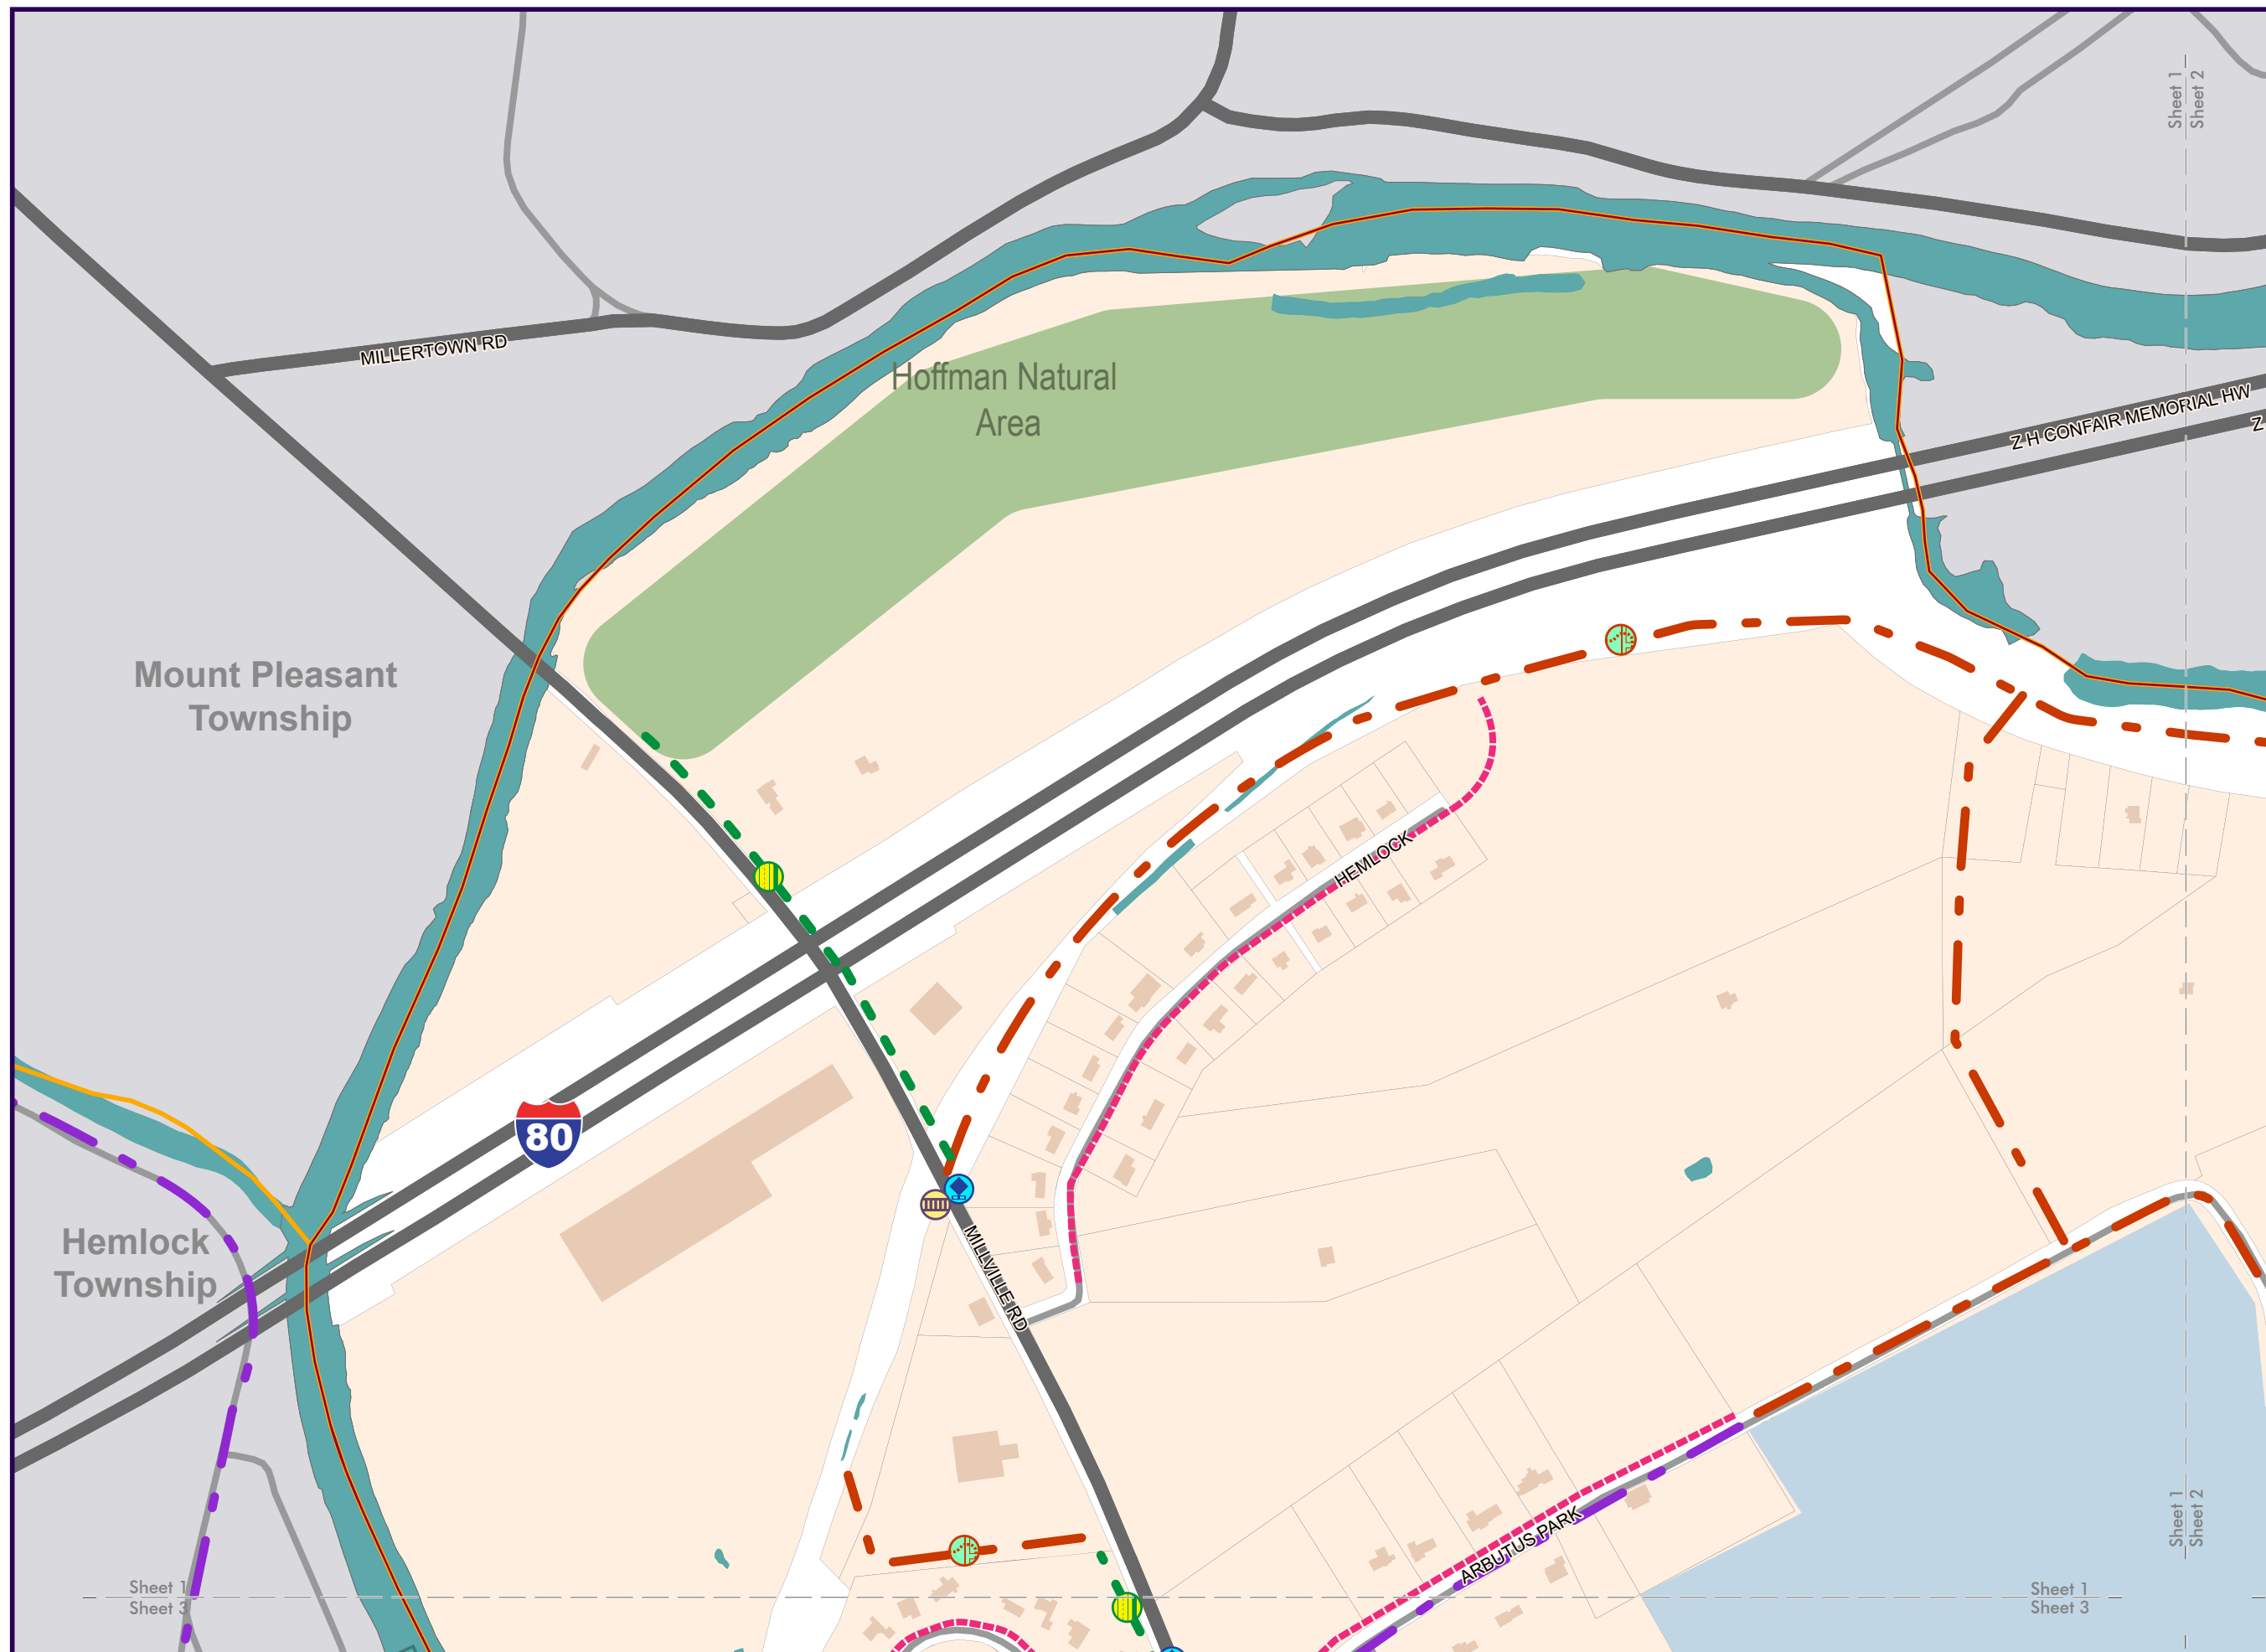 Sheet 1
Sheet 2
MILLERTOWN RD
Hoffman Natural
Area
Z H CONFAIR MEMORIAL HW
Z
Mount Pleasant
Township
HEMLOCK
80
Hemlock
Township
MILLVILLE RD
ARBUTUS PARK
Sheet 1
Sheet 2
Sheet 1
Sheet 3
Sheet 1
Sheet 3